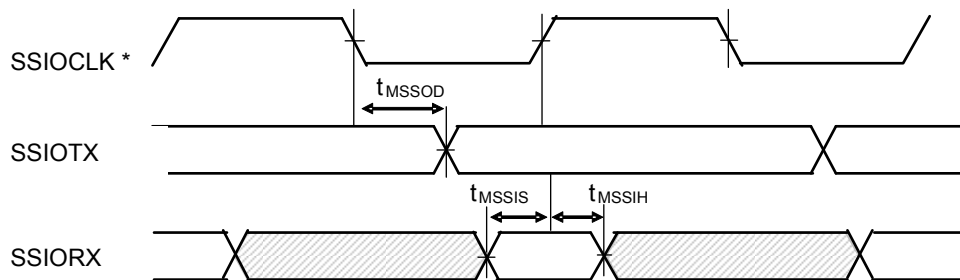 SSIOCLK *
tMSSOD
SSIOTX
tMSSIS tMSSIH
SSIORX